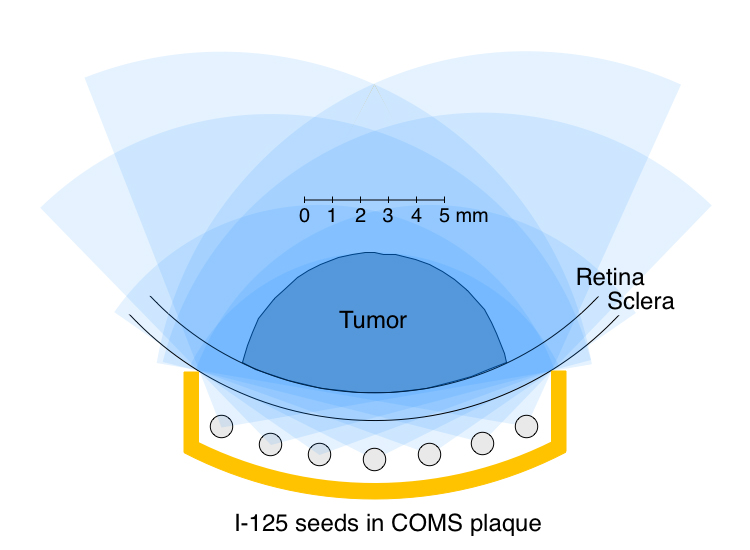 0 1 2 3 4 5 mm
Retina
Sclera
Tumor
I-125 seeds in COMS plaque